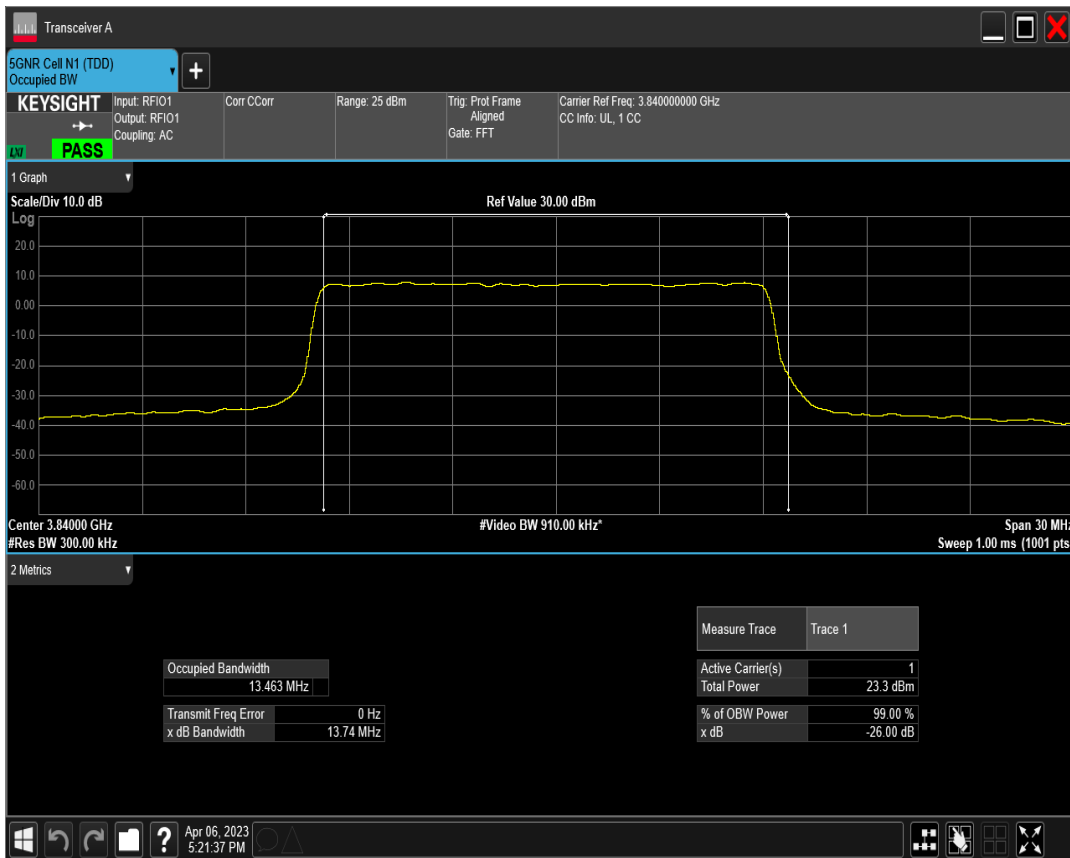 Transceiver A
5GNR Cell N1 (TDD)
Occupied BW
KEYSIGHT
LXI
PASS
Input: RFIO1
Output: RFIO1
Coupling: AC
Corr CCorr
Range: 25 dBm
Trig: Prot Frame
Aligned
Gate: FFT
Carrier Ref Freq: 3.840000000 GHz
CC Info: UL, 1 CC
1 Graph
Scale/Div 10.0 dB
Ref Value 30.00 dBm
Log
20.0
10.0
0.00
-10.0
-20.0
-30.0
-40.0
-50.0
-60.0
Center 3.84000 GHz
#Video BW 910.00 kHz*
Span 30 MHz
#Res BW 300.00 kHz
Sweep 1.00 ms (1001 pts
2 Metrics
Measure Trace Trace 1
Occupied Bandwidth
13.463 MHz
Active Carrier(s) 1
Total Power 23.3 dBm
Transmit Freq Error 0 Hz
x dB Bandwidth 13.74 MHz
% of OBW Power 99.00 %
x dB -26.00 dB
?
Apr 06, 2023
5:21:37 PM